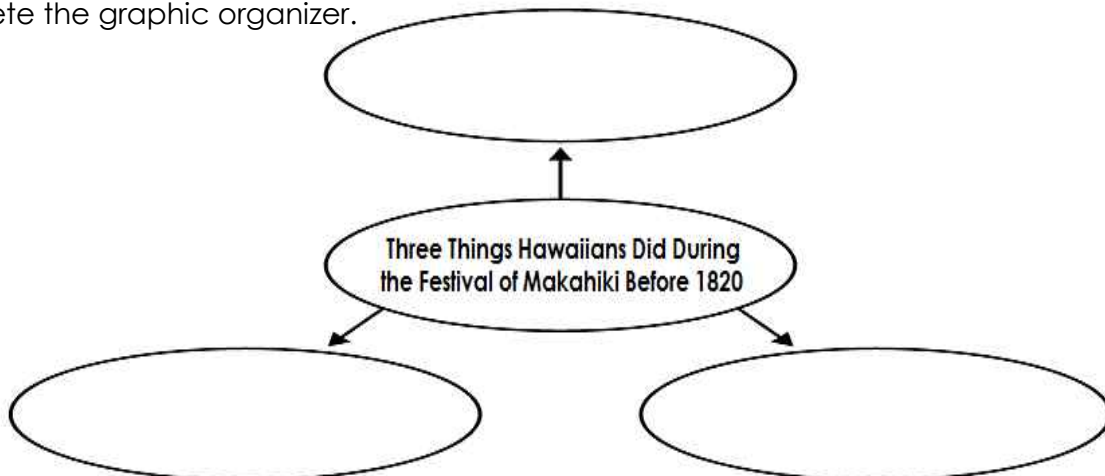 ete the graphic organizer.
Three Things Hawaiians Did During
the Festival of Makahiki Before 1820